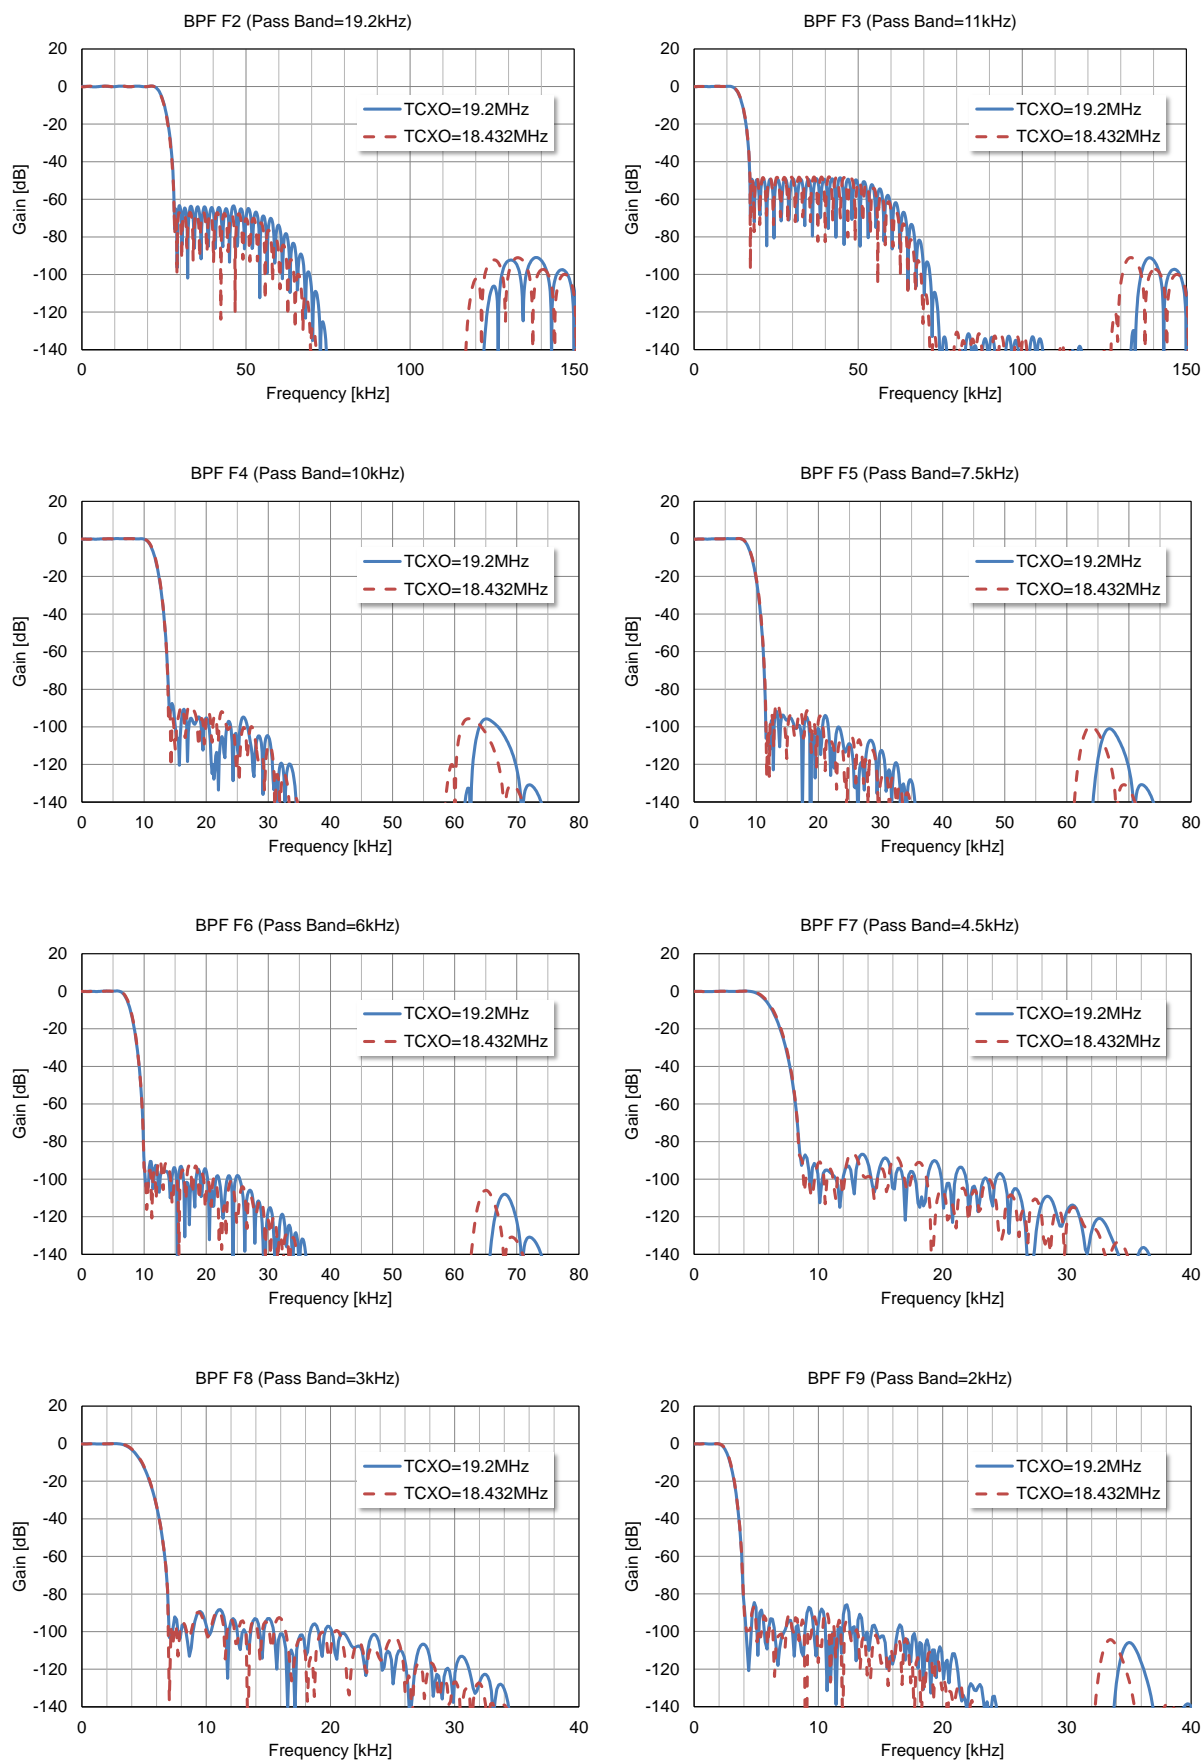 BPF F2 (Pass Band=19.2kHz)
20
0
-20
-40
-60
-80
-100
-120
-140
Gain [dB]
TCXO=19.2MHz
TCXO=18.432MHz
0 50 100 150
Frequency [kHz]
BPF F3 (Pass Band=11kHz)
20
0
-20
-40
-60
-80
-100
-120
-140
Gain [dB]
TCXO=19.2MHz
TCXO=18.432MHz
0 50 100 150
Frequency [kHz]
BPF F4 (Pass Band=10kHz)
20
0
-20
-40
-60
-80
-100
-120
-140
Gain [dB]
TCXO=19.2MHz
TCXO=18.432MHz
0 10 20 30 40 50 60 70 80
Frequency [kHz]
BPF F5 (Pass Band=7.5kHz)
20
0
-20
-40
-60
-80
-100
-120
-140
Gain [dB]
TCXO=19.2MHz
TCXO=18.432MHz
0 10 20 30 40 50 60 70 80
Frequency [kHz]
BPF F6 (Pass Band=6kHz)
20
0
-20
-40
-60
-80
-100
-120
-140
Gain [dB]
TCXO=19.2MHz
TCXO=18.432MHz
0 10 20 30 40 50 60 70 80
Frequency [kHz]
BPF F7 (Pass Band=4.5kHz)
20
0
-20
-40
-60
-80
-100
-120
-140
Gain [dB]
TCXO=19.2MHz
TCXO=18.432MHz
0 10 20 30 40
Frequency [kHz]
BPF F8 (Pass Band=3kHz)
20
0
-20
-40
-60
-80
-100
-120
-140
Gain [dB]
TCXO=19.2MHz
TCXO=18.432MHz
0 10 20 30 40
Frequency [kHz]
BPF F9 (Pass Band=2kHz)
20
0
-20
-40
-60
-80
-100
-120
-140
Gain [dB]
TCXO=19.2MHz
TCXO=18.432MHz
0 10 20 30 40
Frequency [kHz]